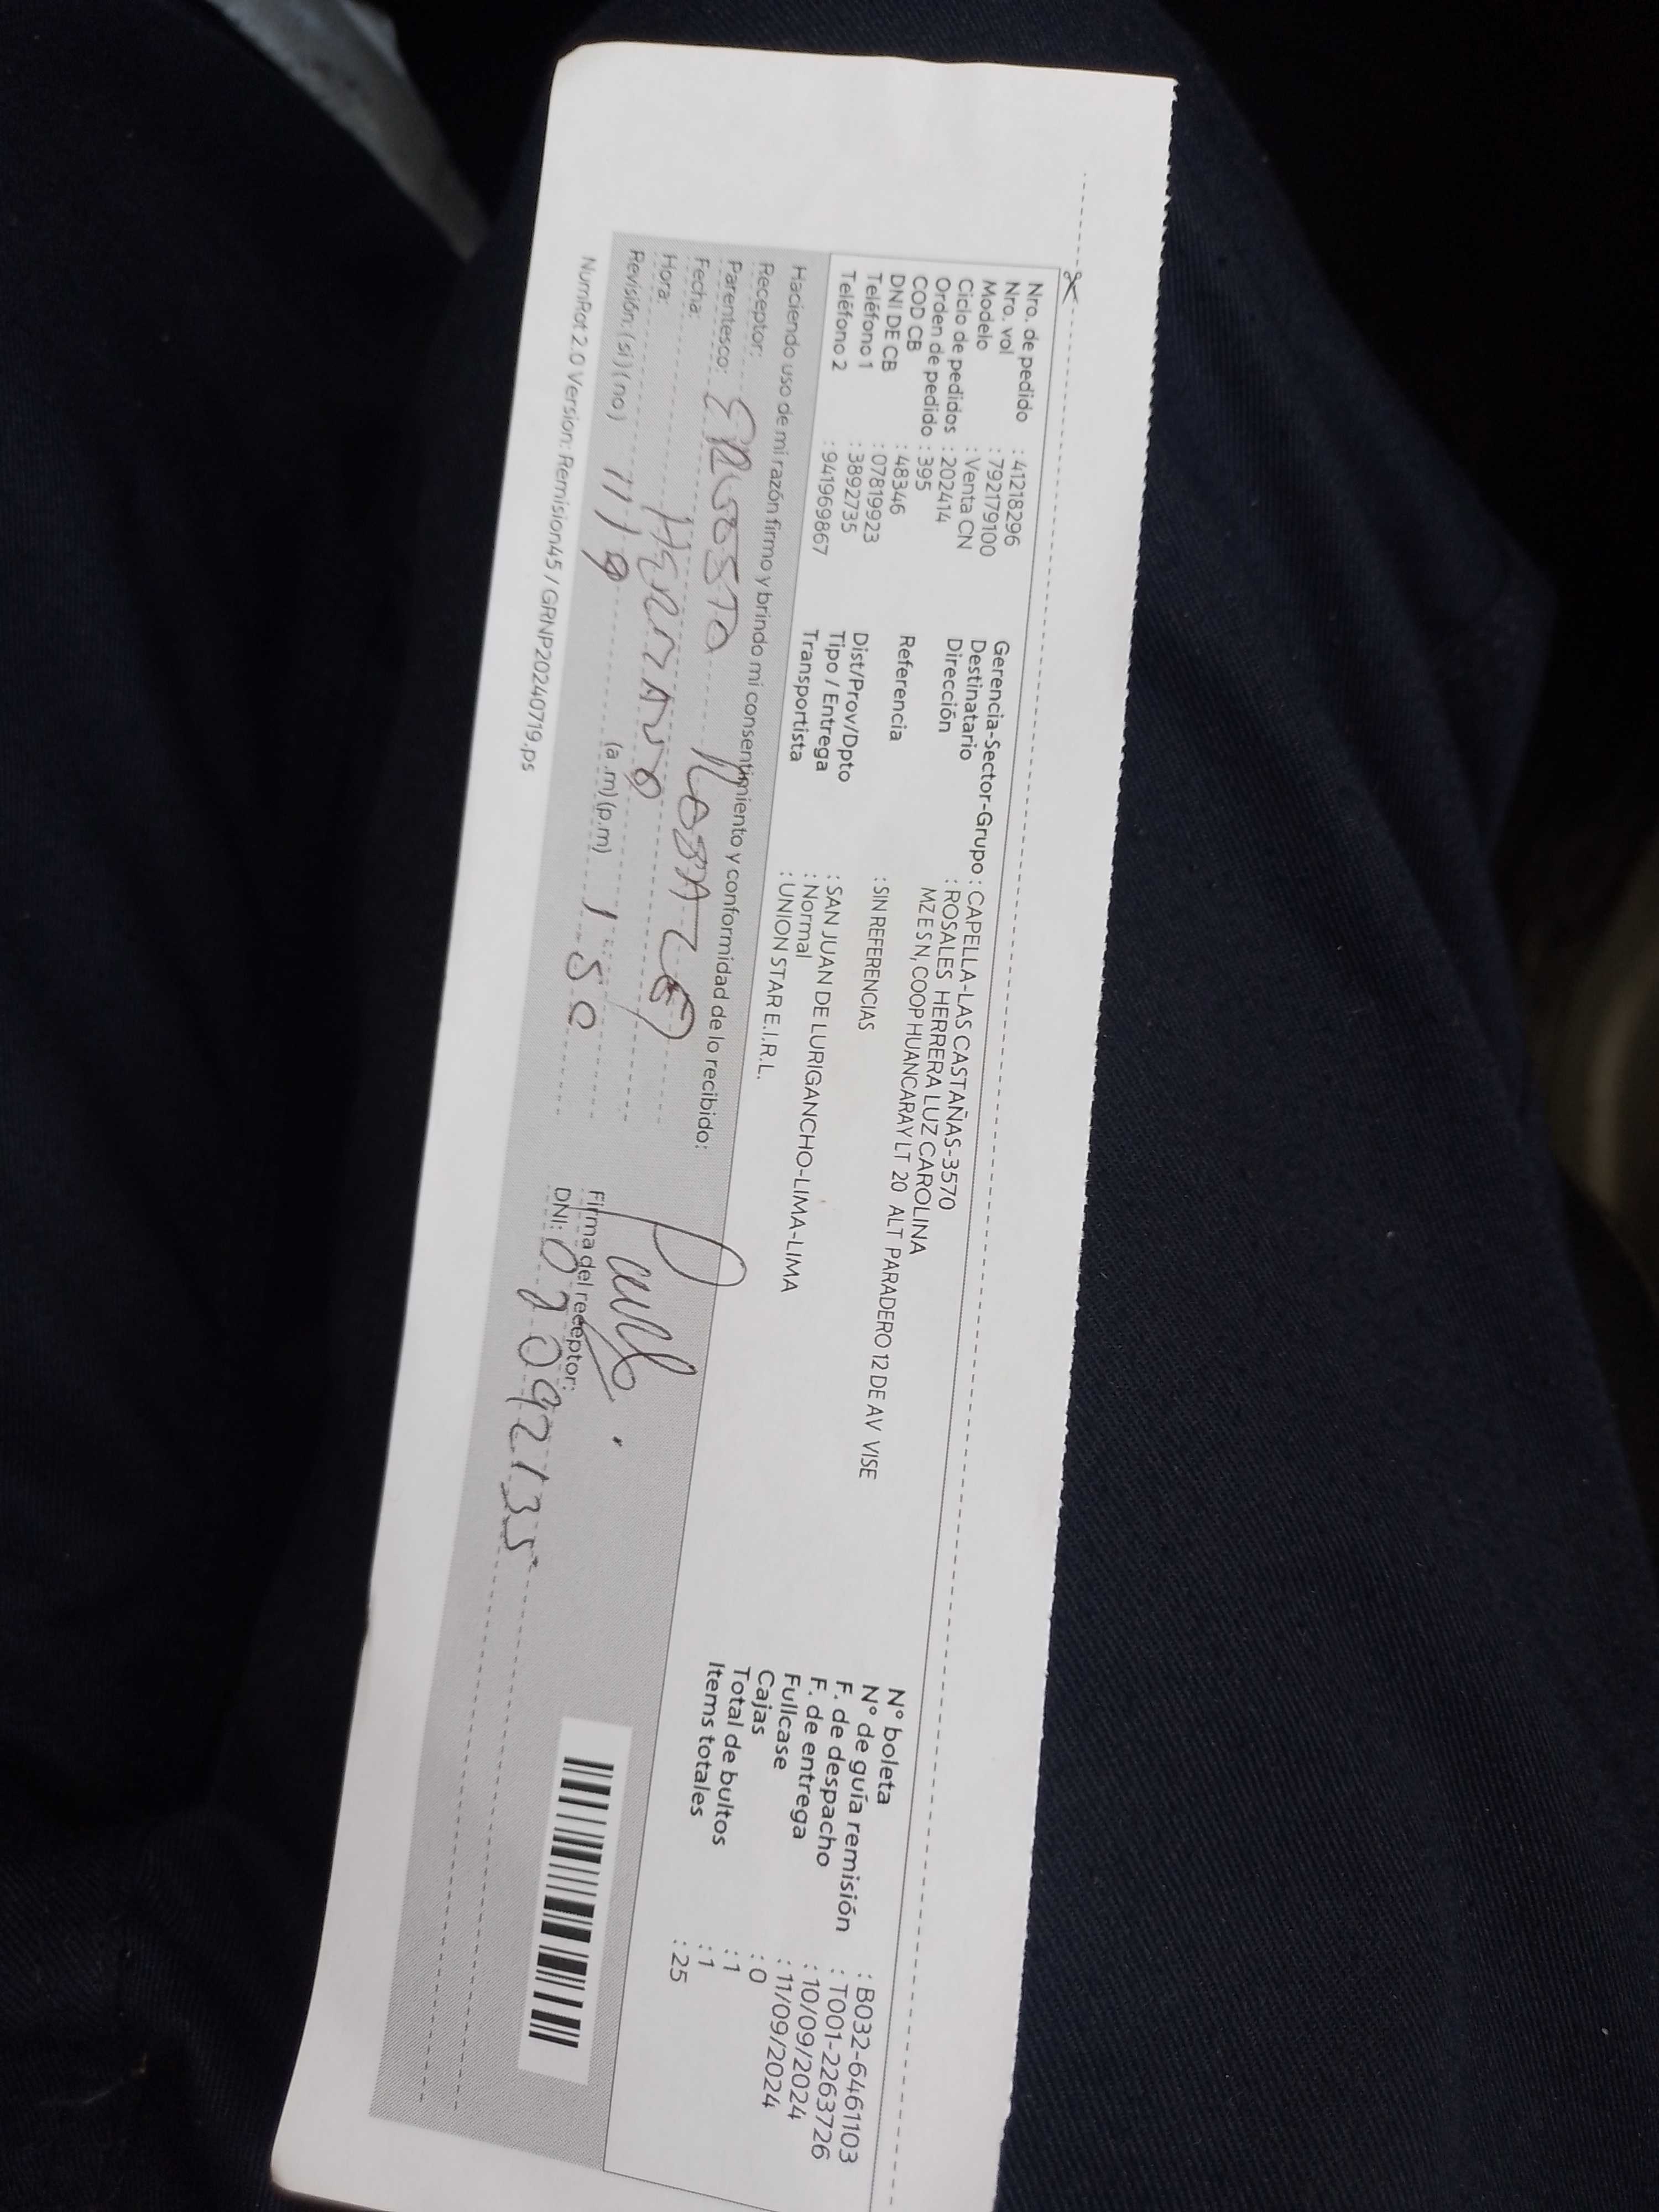 Nro. de pedido : 41218296
Nro. vol : 792179100
Modelo : Venta CN
Ciclo de pedidos : 202414
Orden de pedido : 395
COD CB : 48346
DNI DE CB : 07819923
Teléfono 1 : 3892735
Teléfono 2 : 941969867
Gerencia-Sector-Grupo : CAPELLA-LAS CASTAÑAS-3570
Destinatario : ROSALES HERRERA LUZ CAROLINA
Dirección MZ E S N, COOP HUANCARAY LT 20 ALT PARADERO 12 DE AV VISE
Referencia : SIN REFERENCIAS
Dist/Prov/Dpto : SAN JUAN DE LURIGANCHO-LIMA-LIMA
Tipo / Entrega : Normal
Transportista : UNION STAR E.I.R.L.
N° boleta : B032-6461103
N° de guía remisión : T001-2263726
F. de despacho : 10/09/2024
F. de entrega : 11/09/2024
Fullcase : 0
Cajas : 1
Total de bultos : 1
Items totales : 25
Haciendo uso de mi razón firmo y brindo mi consentimiento y conformidad de lo recibido:
Receptor:
Parentesco:
Fecha: HERMANO
Hora: 11/9
Revisión: (si) (no) (a.m) (p.m) 1:50
Firma del receptor:
DNI:
NumRot 2.0 Version: Remision45 / GRNP20240719.ps